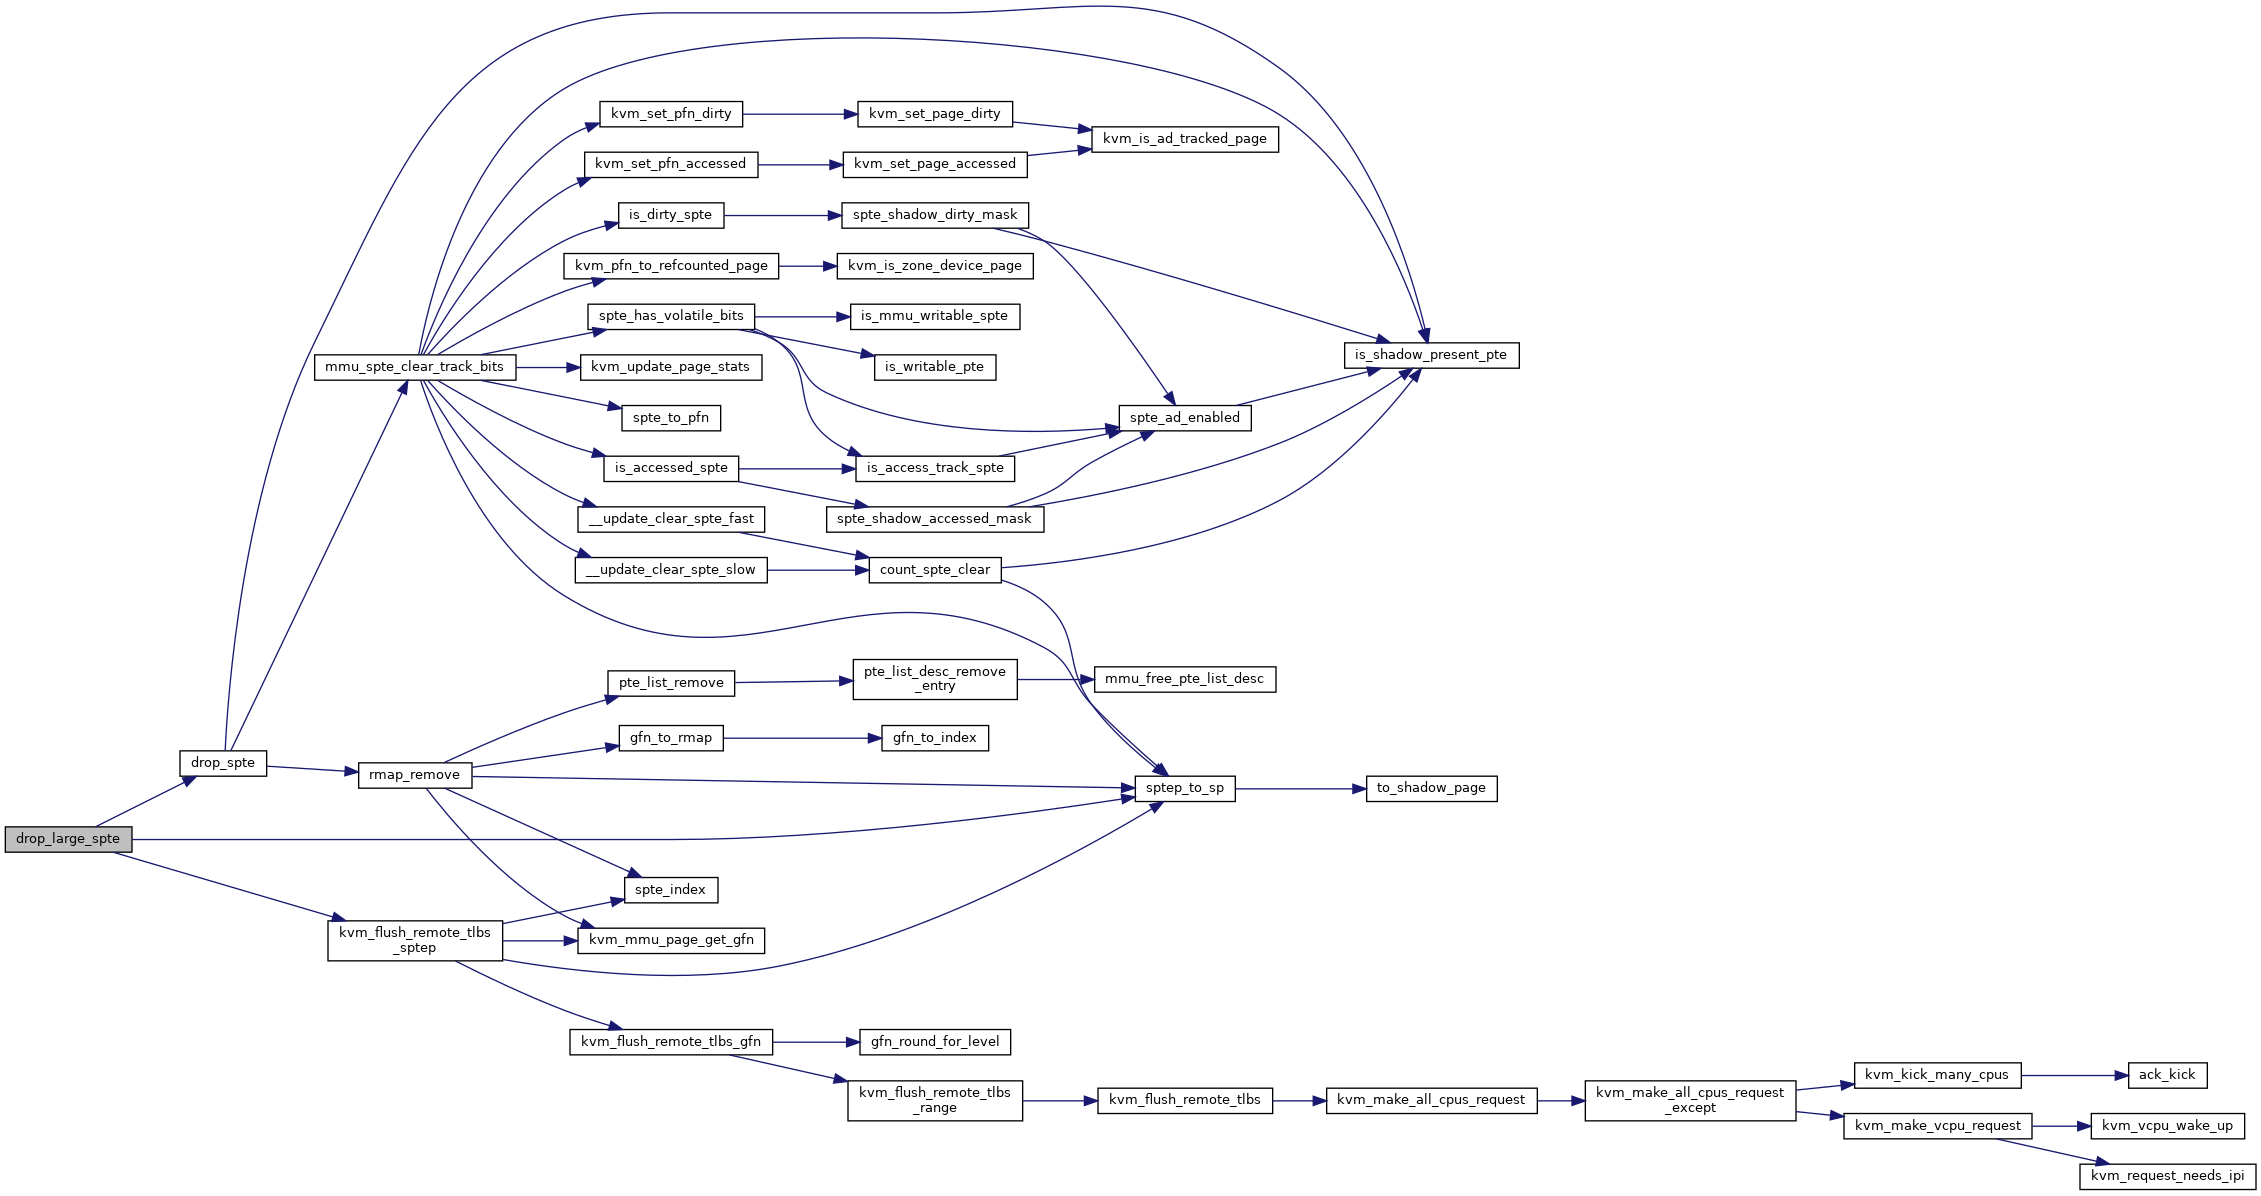 kvm_set_pfn_dirty
kvm_set_page_dirty
kvm_is_ad_tracked_page
kvm_set_pfn_accessed
kvm_set_page_accessed
is_dirty_spte
spte_shadow_dirty_mask
kvm_pfn_to_refcounted_page
kvm_is_zone_device_page
spte_has_volatile_bits
is_mmu_writable_spte
is_shadow_present_pte
mmu_spte_clear_track_bits
kvm_update_page_stats
is_writable_pte
spte_to_pfn
spte_ad_enabled
is_accessed_spte
is_access_track_spte
__update_clear_spte_fast
spte_shadow_accessed_mask
__update_clear_spte_slow
count_spte_clear
pte_list_remove
pte_list_desc_remove
_entry
mmu_free_pte_list_desc
gfn_to_rmap
gfn_to_index
drop_spte
rmap_remove
sptep_to_sp
to_shadow_page
drop_large_spte
spte_index
kvm_flush_remote_tlbs
_sptep
kvm_mmu_page_get_gfn
kvm_flush_remote_tlbs_gfn
gfn_round_for_level
kvm_flush_remote_tlbs
_range
kvm_flush_remote_tlbs
kvm_make_all_cpus_request
kvm_make_all_cpus_request
_except
kvm_kick_many_cpus
ack_kick
kvm_make_vcpu_request
kvm_vcpu_wake_up
kvm_request_needs_ipi